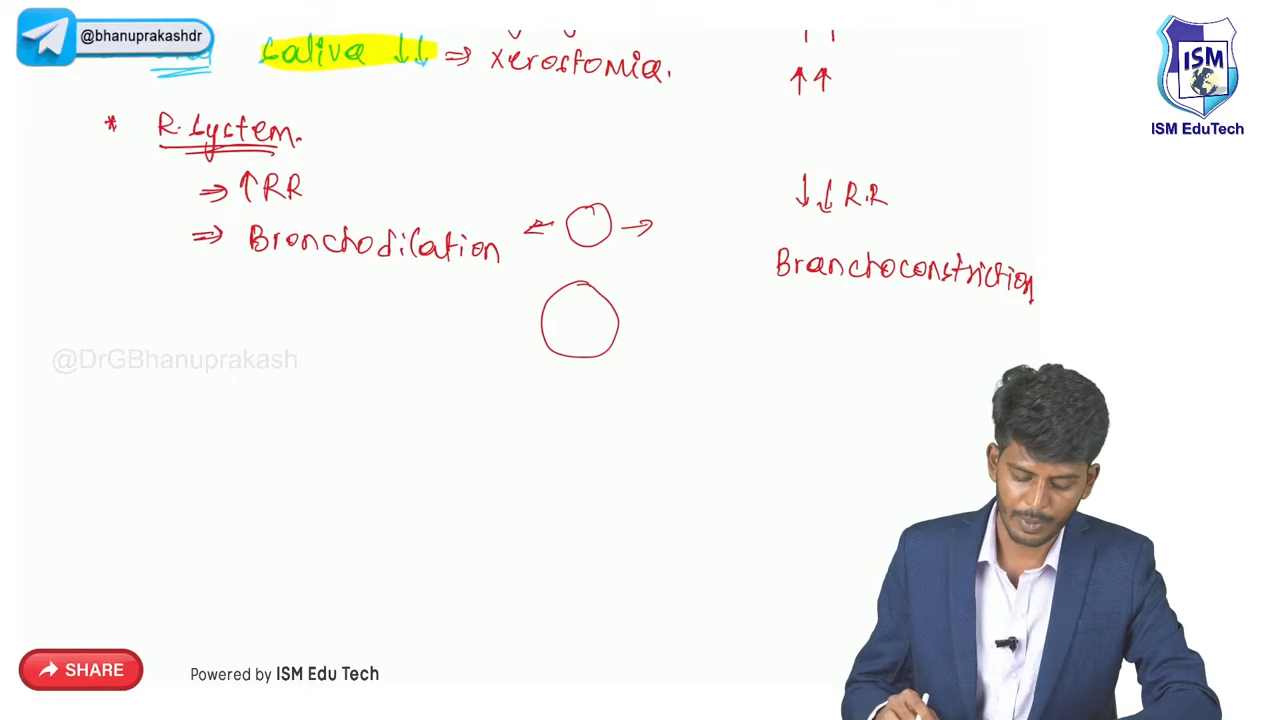 @bhanuprakashdr
saliva ↓↓ ⇒ xerostomia.
↑↑
ISM
ISM EduTech
* R. System.
⇒ ↑ RR
↓↓ R.R
⇒ Bronchodilation
Branchoconstriction
@DrGBhanuprakash
SHARE
Powered by ISM Edu Tech